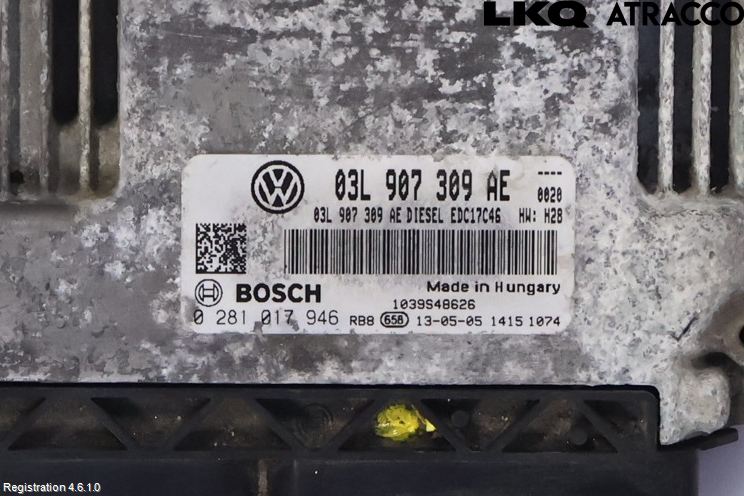 LKQ ATRACCO
03L 907 309 AE ----
0020
03L 907 309 AE DIESEL EDC17C46 HW: H28
BOSCH
Made in Hungary
1039S48626
0 281 017 946 RB8 658 13-05-05 1415 1074
Registration 4.6.1.0